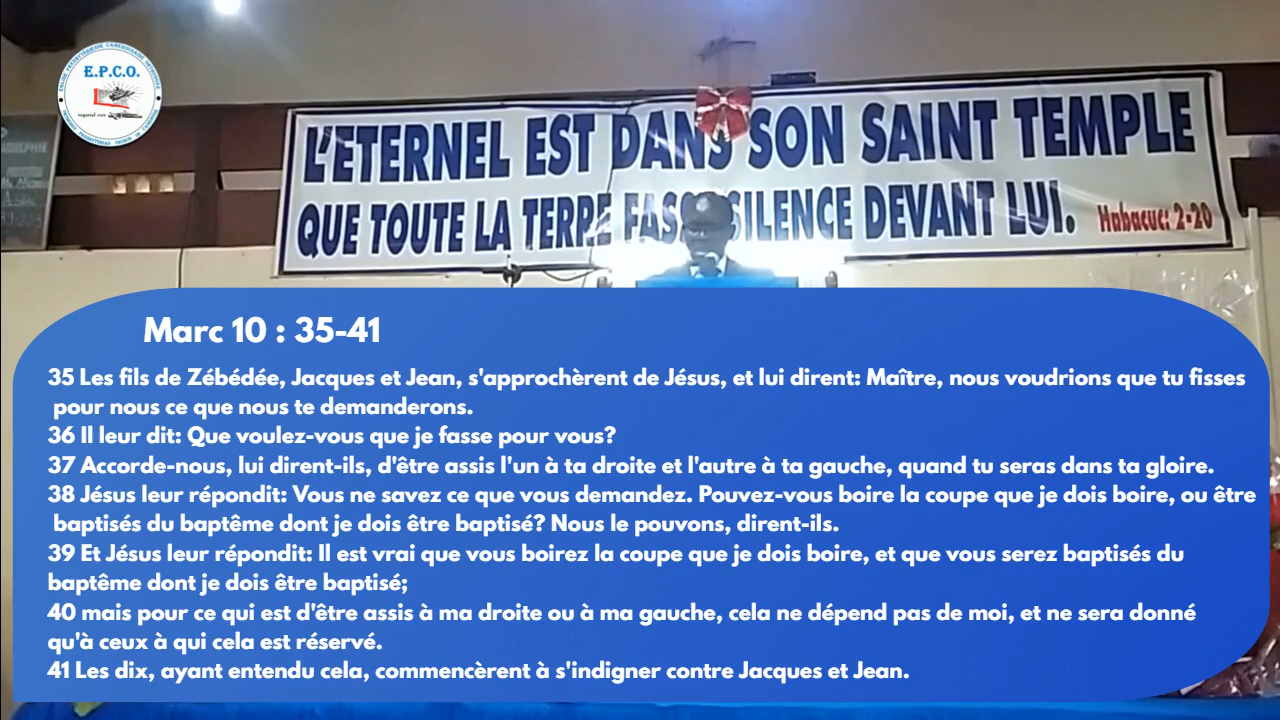 E.P.C.O.
L'ETERNEL EST DANS SON SAINT TEMPLE
QUE TOUTE LA TERRE FASSE SILENCE DEVANT LUI.
Habacuc: 2-20
Marc 10 : 35-41
35 Les fils de Zébédée, Jacques et Jean, s'approchèrent de Jésus, et lui dirent: Maître, nous voudrions que tu fisses
pour nous ce que nous te demanderons.
36 Il leur dit: Que voulez-vous que je fasse pour vous?
37 Accorde-nous, lui dirent-ils, d'être assis l'un à ta droite et l'autre à ta gauche, quand tu seras dans ta gloire.
38 Jésus leur répondit: Vous ne savez ce que vous demandez. Pouvez-vous boire la coupe que je dois boire, ou être
baptisés du baptême dont je dois être baptisé? Nous le pouvons, dirent-ils.
39 Et Jésus leur répondit: Il est vrai que vous boirez la coupe que je dois boire, et que vous serez baptisés du
baptême dont je dois être baptisé;
40 mais pour ce qui est d'être assis à ma droite ou à ma gauche, cela ne dépend pas de moi, et ne sera donné
qu'à ceux à qui cela est réservé.
41 Les dix, ayant entendu cela, commencèrent à s'indigner contre Jacques et Jean.